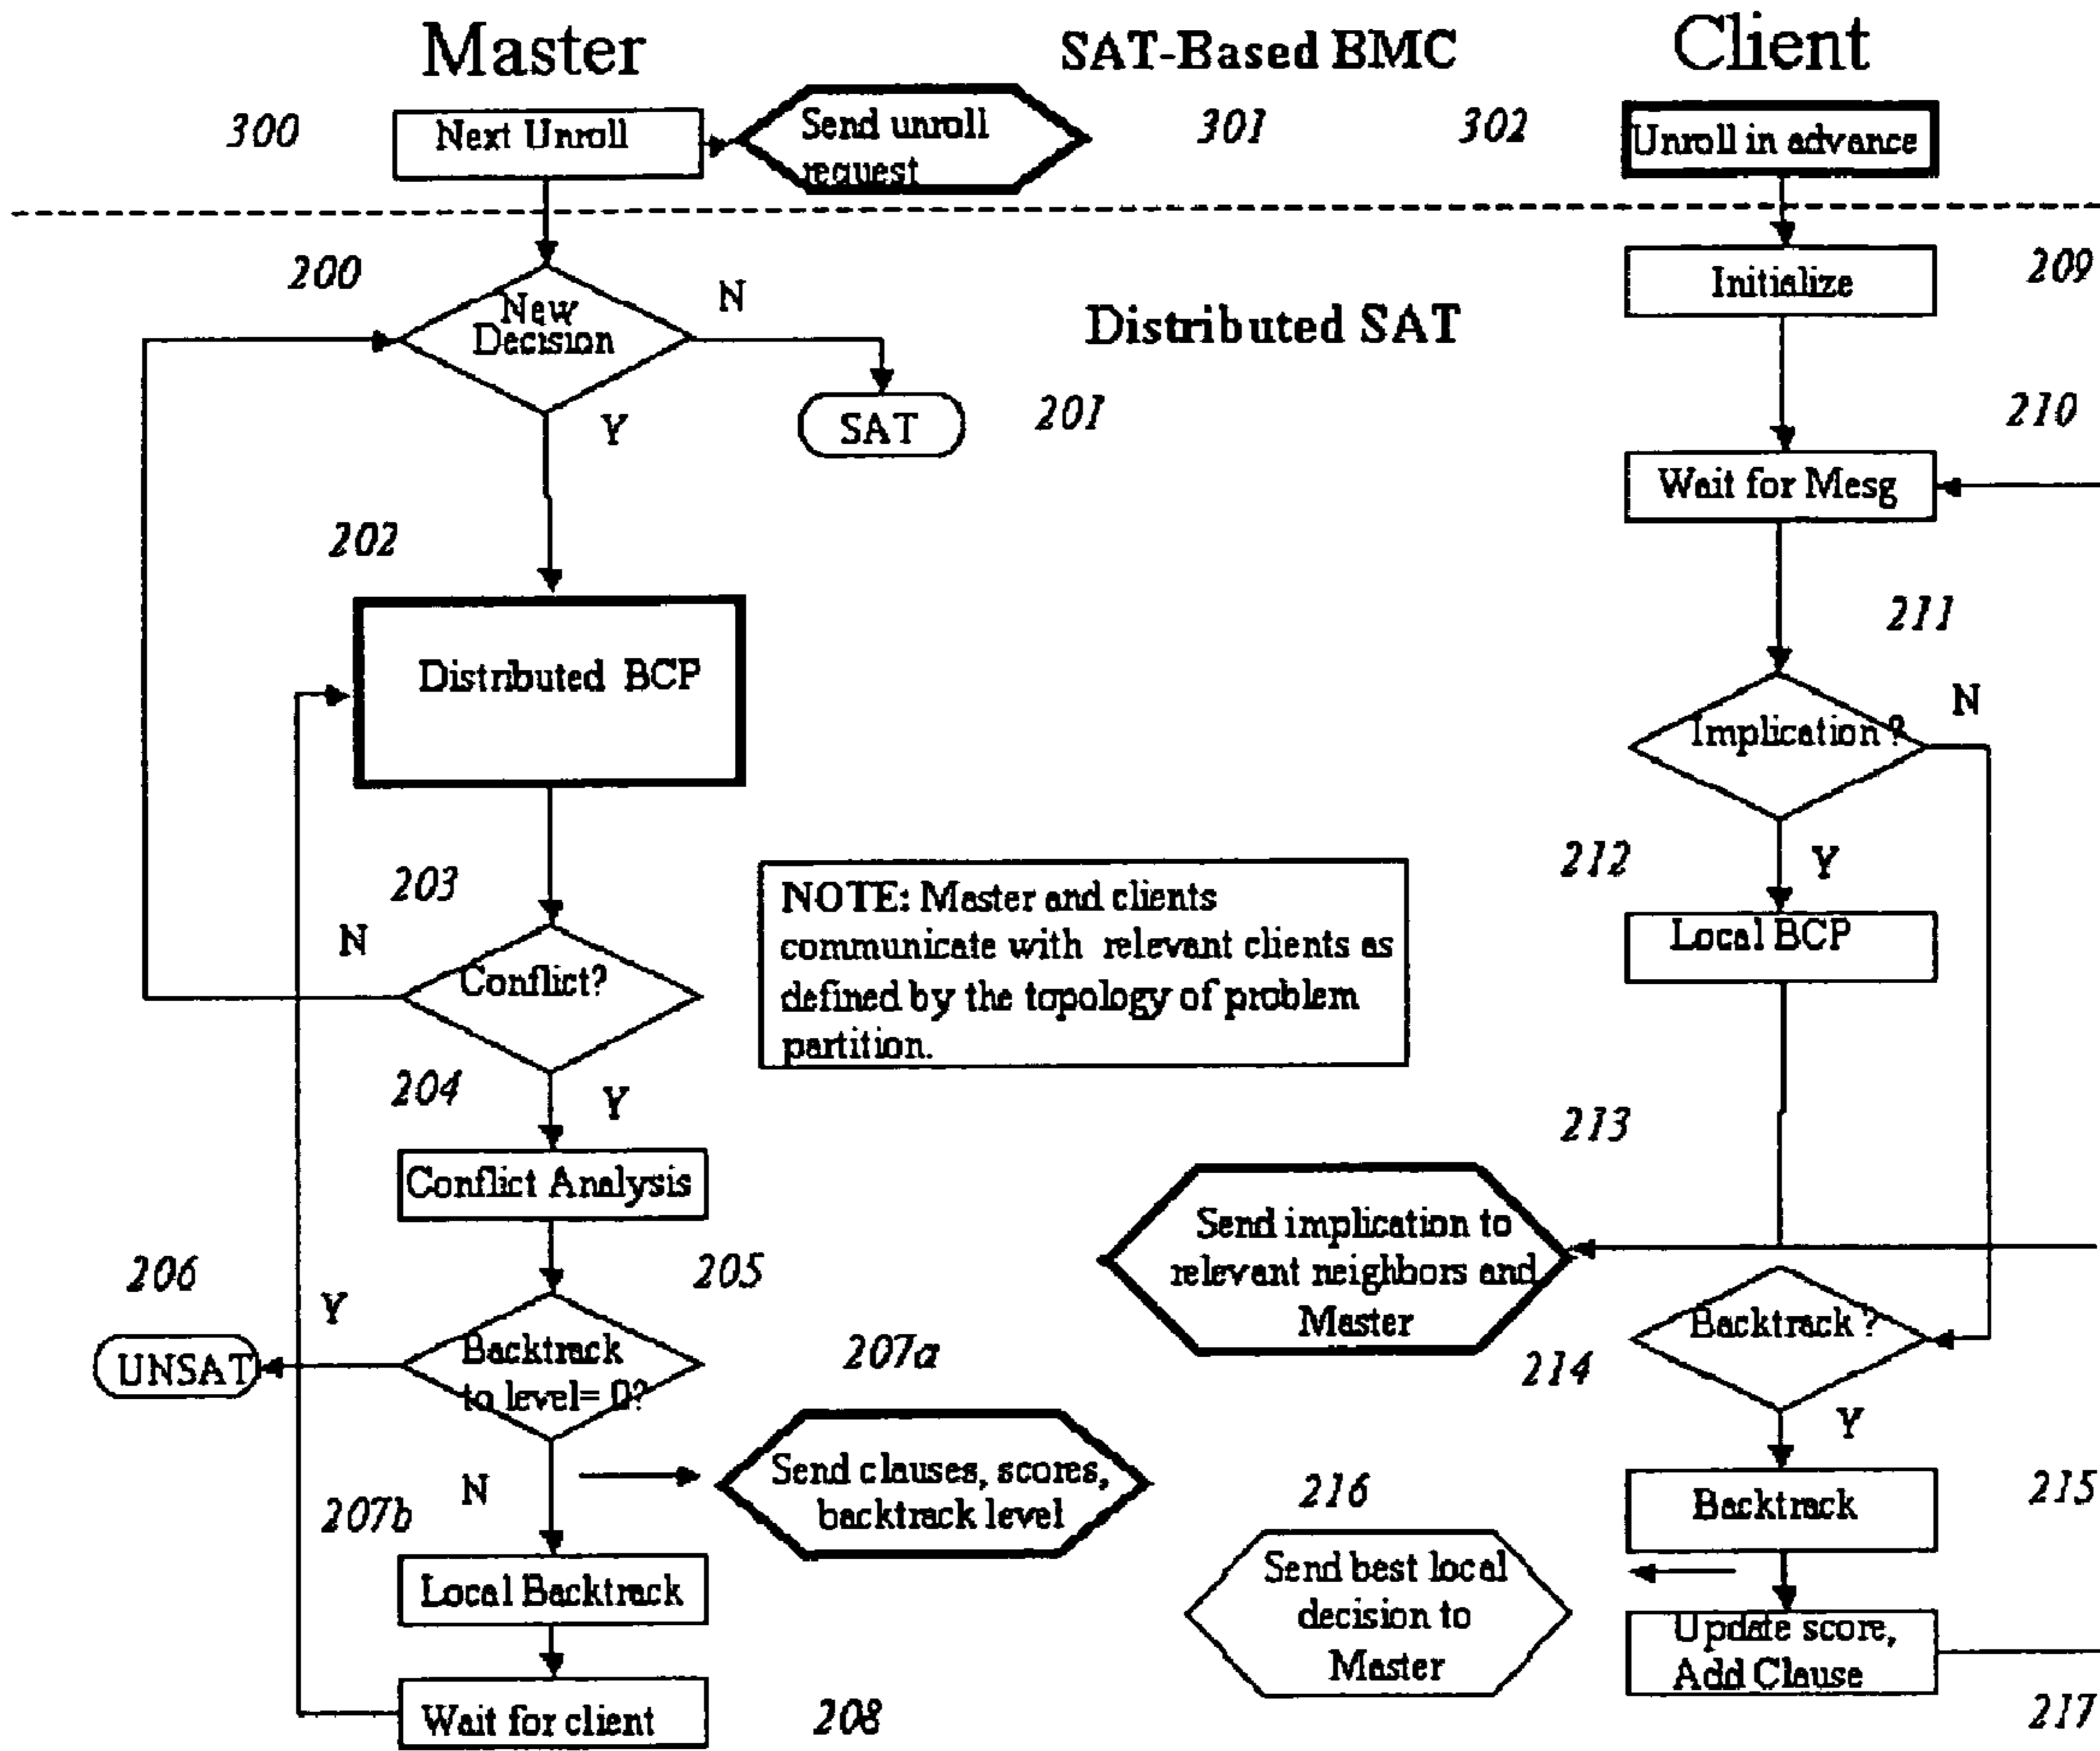 Master
SAT-Based BMC
Client
300
Next Unroll
Send unroll
request
301
302
Unroll in advance
200
New
Decision
N
Y
SAT
201
Distributed SAT
Initialize
209
210
Wait for Mesg
202
Distributed BCP
211
Implication ?
N
Y
212
Local BCP
203
N
Conflict?
NOTE: Master and clients
communicate with relevant clients as
defined by the topology of problem
partition.
204
Y
Conflict Analysis
213
Send implication to
relevant neighbors and
Master
206
Y
205
UNSAT
Backtrack
to level= 0?
207a
214
Backtrack ?
Y
N
Send clauses, scores,
backtrack level
207b
Local Backtrack
216
Send best local
decision to
Master
Backtrack
215
Update score,
Add Clause
217
Wait for client
208